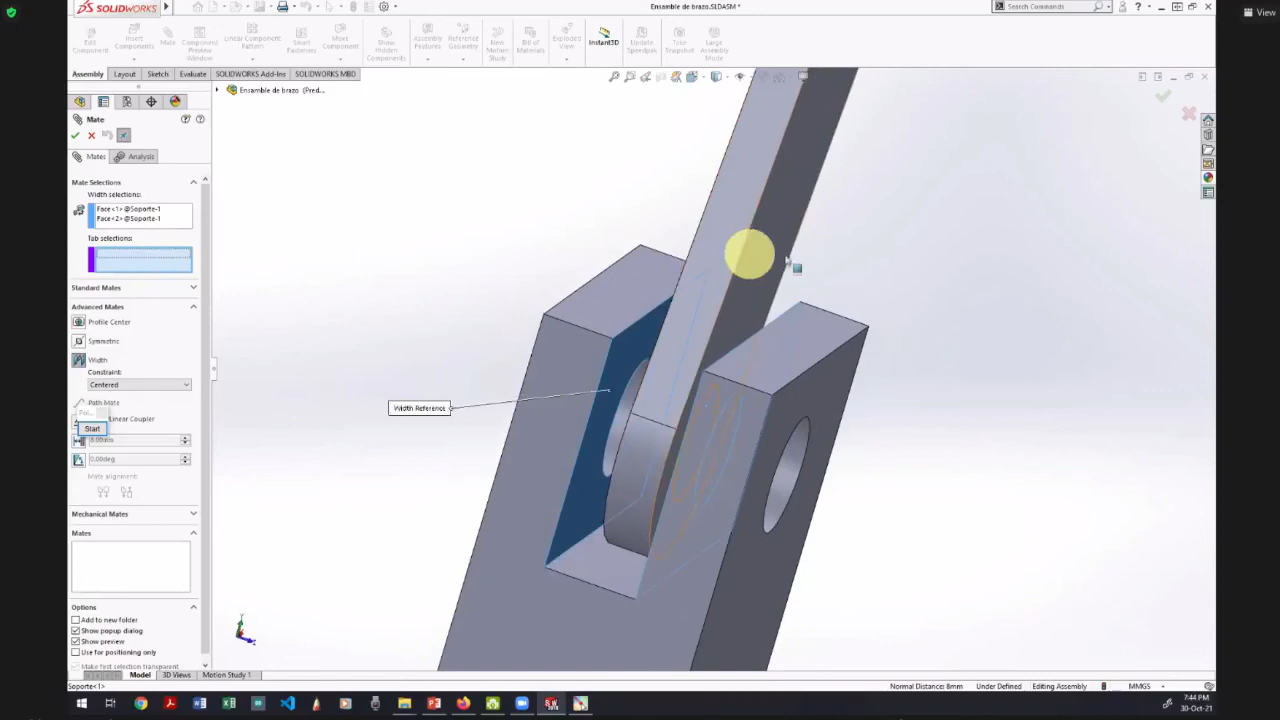 SOLIDWORKS
Ensamble de brazo.SLDASM *
Search Commands
View
Edit Component
Insert Components
Mate
Component Preview Window
Linear Component Pattern
Smart Fasteners
Move Component
Show Hidden Components
Assembly Features
Reference Geometry
New Motion Study
Bill of Materials
Exploded View
Instant3D
Update Speedpak
Take Snapshot
Large Assembly Mode
Assembly
Layout
Sketch
Evaluate
SOLIDWORKS Add-Ins
SOLIDWORKS MBD
Ensamble de brazo (Pred...
Mate
Mates
Analysis
Mate Selections
Width selections:
Face<1> @Soporte-1
Face<2> @Soporte-1
Tab selections:
Standard Mates
Advanced Mates
Profile Center
Symmetric
Width
Constraint:
Centered
Path Mate
Linear Coupler
Start
0.00deg
Mate alignment:
Mechanical Mates
Mates
Options
Add to new folder
Show popup dialog
Show preview
Use for positioning only
Make first selection transparent
Width Reference
Model
3D Views
Motion Study 1
Soporte<1>
Normal Distance: 8mm
Under Defined
Editing Assembly
MMGS
7:44 PM
30-Oct-21